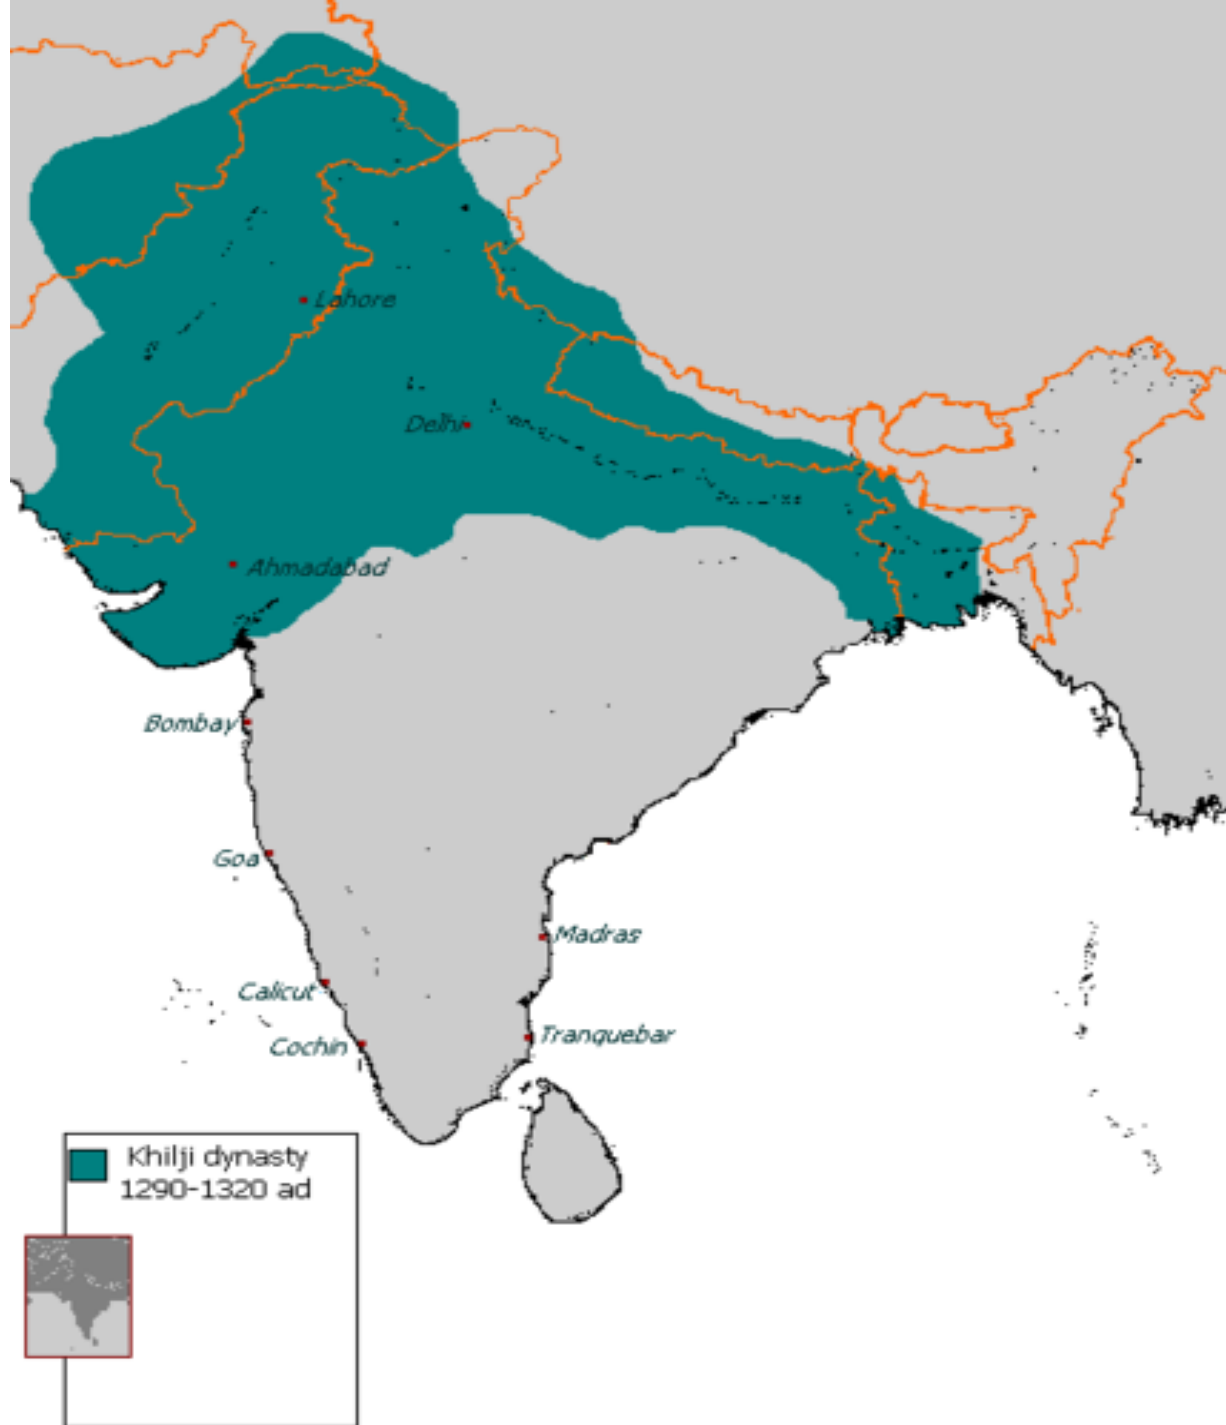 Lahore
Delhi
Ahmadabad
Bombay
Goa
Madras
Calicut
Tranquebar
Cochin
Khilji dynasty
1290-1320 ad